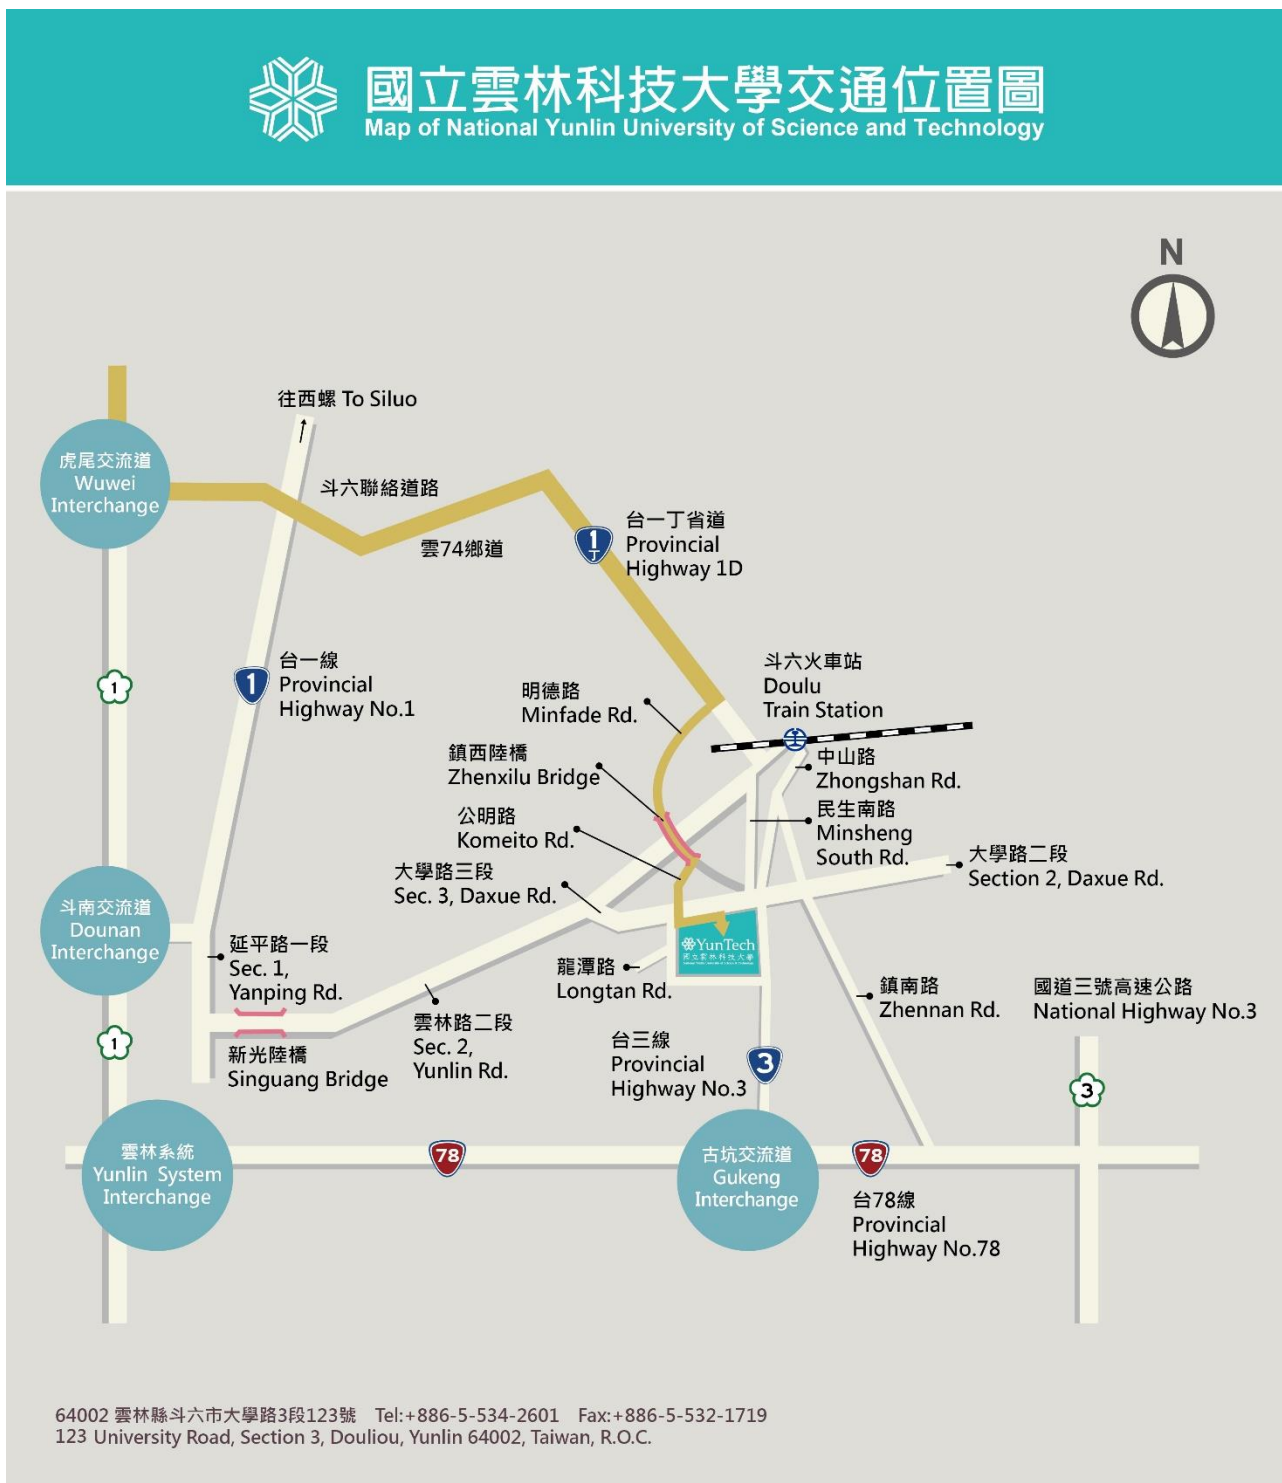 國立雲林科技大學交通位置圖
Map of National Yunlin University of Science and Technology
N
往西螺 To Siluo
虎尾交流道
Wuwei
Interchange
斗六聯絡道路
雲74鄉道
1
丁
台一丁省道
Provincial
Highway 1D
1
1
台一線
Provincial
Highway No.1
明德路
Minfade Rd.
斗六火車站
Doulu
Train Station
鎮西陸橋
Zhenxilu Bridge
中山路
Zhongshan Rd.
公明路
Komeito Rd.
民生南路
Minsheng
South Rd.
大學路三段
Sec. 3, Daxue Rd.
大學路二段
Section 2, Daxue Rd.
斗南交流道
Dounan
Interchange
延平路一段
Sec. 1,
Yanping Rd.
YunTech
國立雲林科技大學
龍潭路
Longtan Rd.
鎮南路
Zhennan Rd.
國道三號高速公路
National Highway No.3
1
新光陸橋
Singuang Bridge
雲林路二段
Sec. 2,
Yunlin Rd.
台三線
Provincial
Highway No.3
3
3
雲林系統
Yunlin System
Interchange
78
古坑交流道
Gukeng
Interchange
78
台78線
Provincial
Highway No.78
64002 雲林縣斗六市大學路3段123號 Tel:+886-5-534-2601 Fax:+886-5-532-1719
123 University Road, Section 3, Douliou, Yunlin 64002, Taiwan, R.O.C.